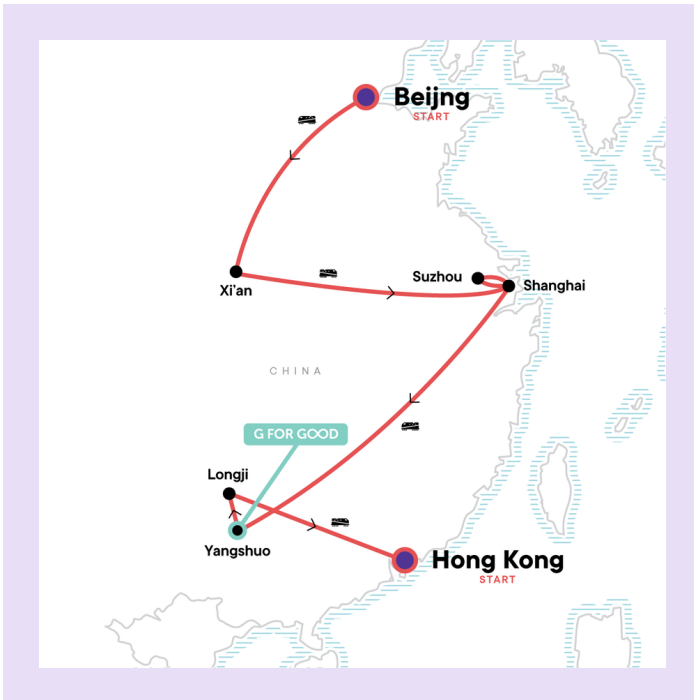 Beijng
START
Xi'an
Suzhou
Shanghai
CHINA
G FOR GOOD
Longji
Yangshuo
Hong Kong
START